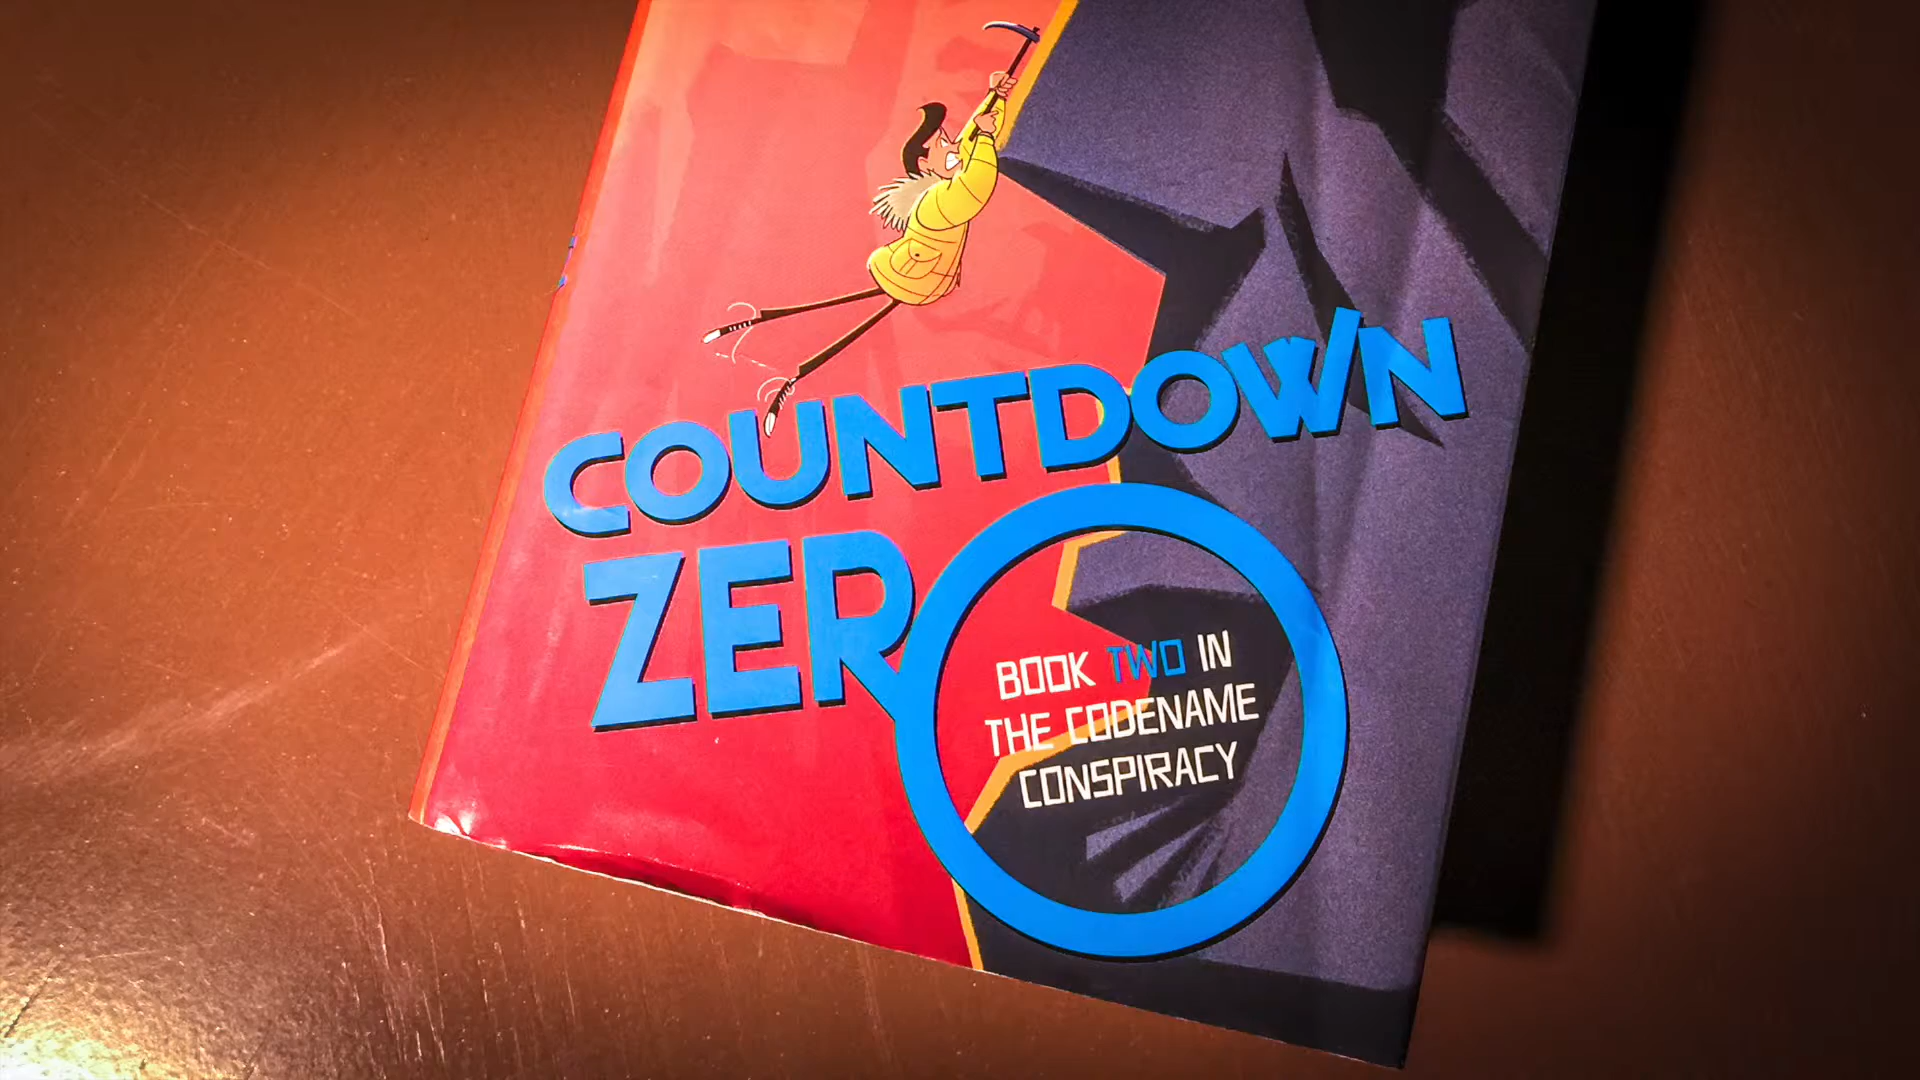 COUNTDOWN
ZERO
BOOK TWO IN
THE CODENAME
CONSPIRACY